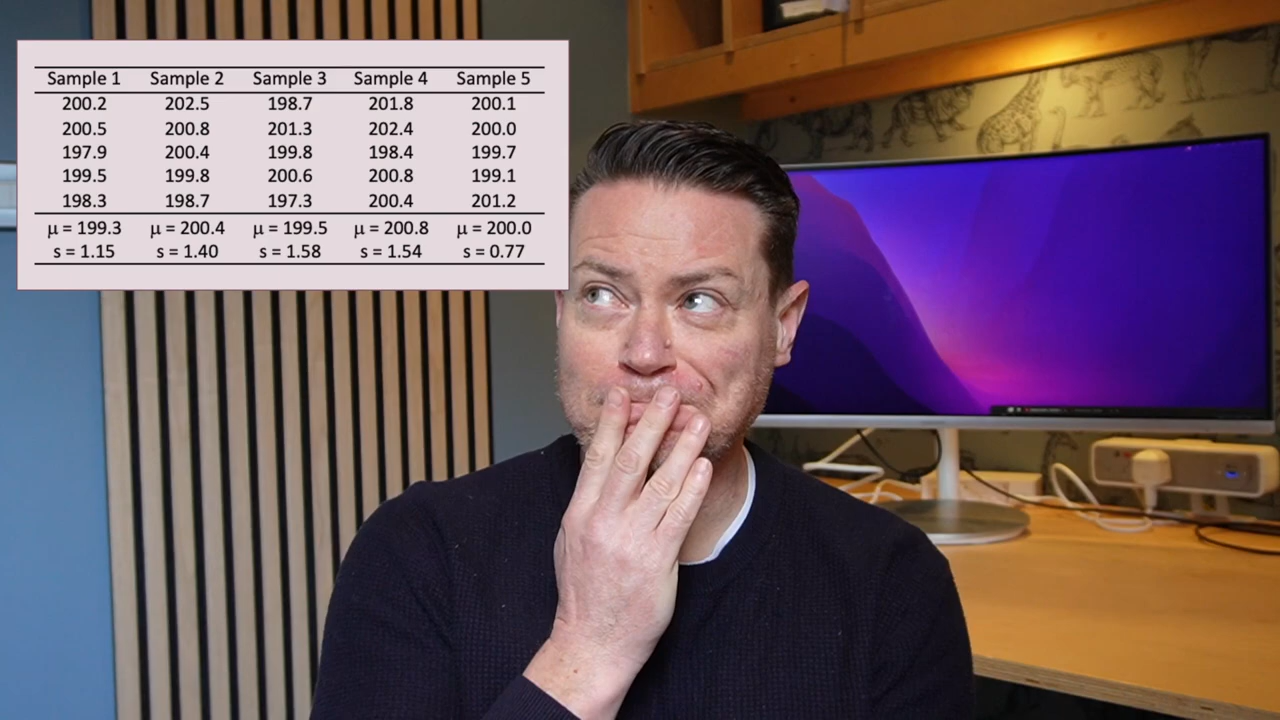 Sample 1 Sample 2 Sample 3 Sample 4 Sample 5
200.2 202.5 198.7 201.8 200.1
200.5 200.8 201.3 202.4 200.0
197.9 200.4 199.8 198.4 199.7
199.5 199.8 200.6 200.8 199.1
198.3 198.7 197.3 200.4 201.2
μ = 199.3 μ = 200.4 μ = 199.5 μ = 200.8 μ = 200.0
s = 1.15 s = 1.40 s = 1.58 s = 1.54 s = 0.77